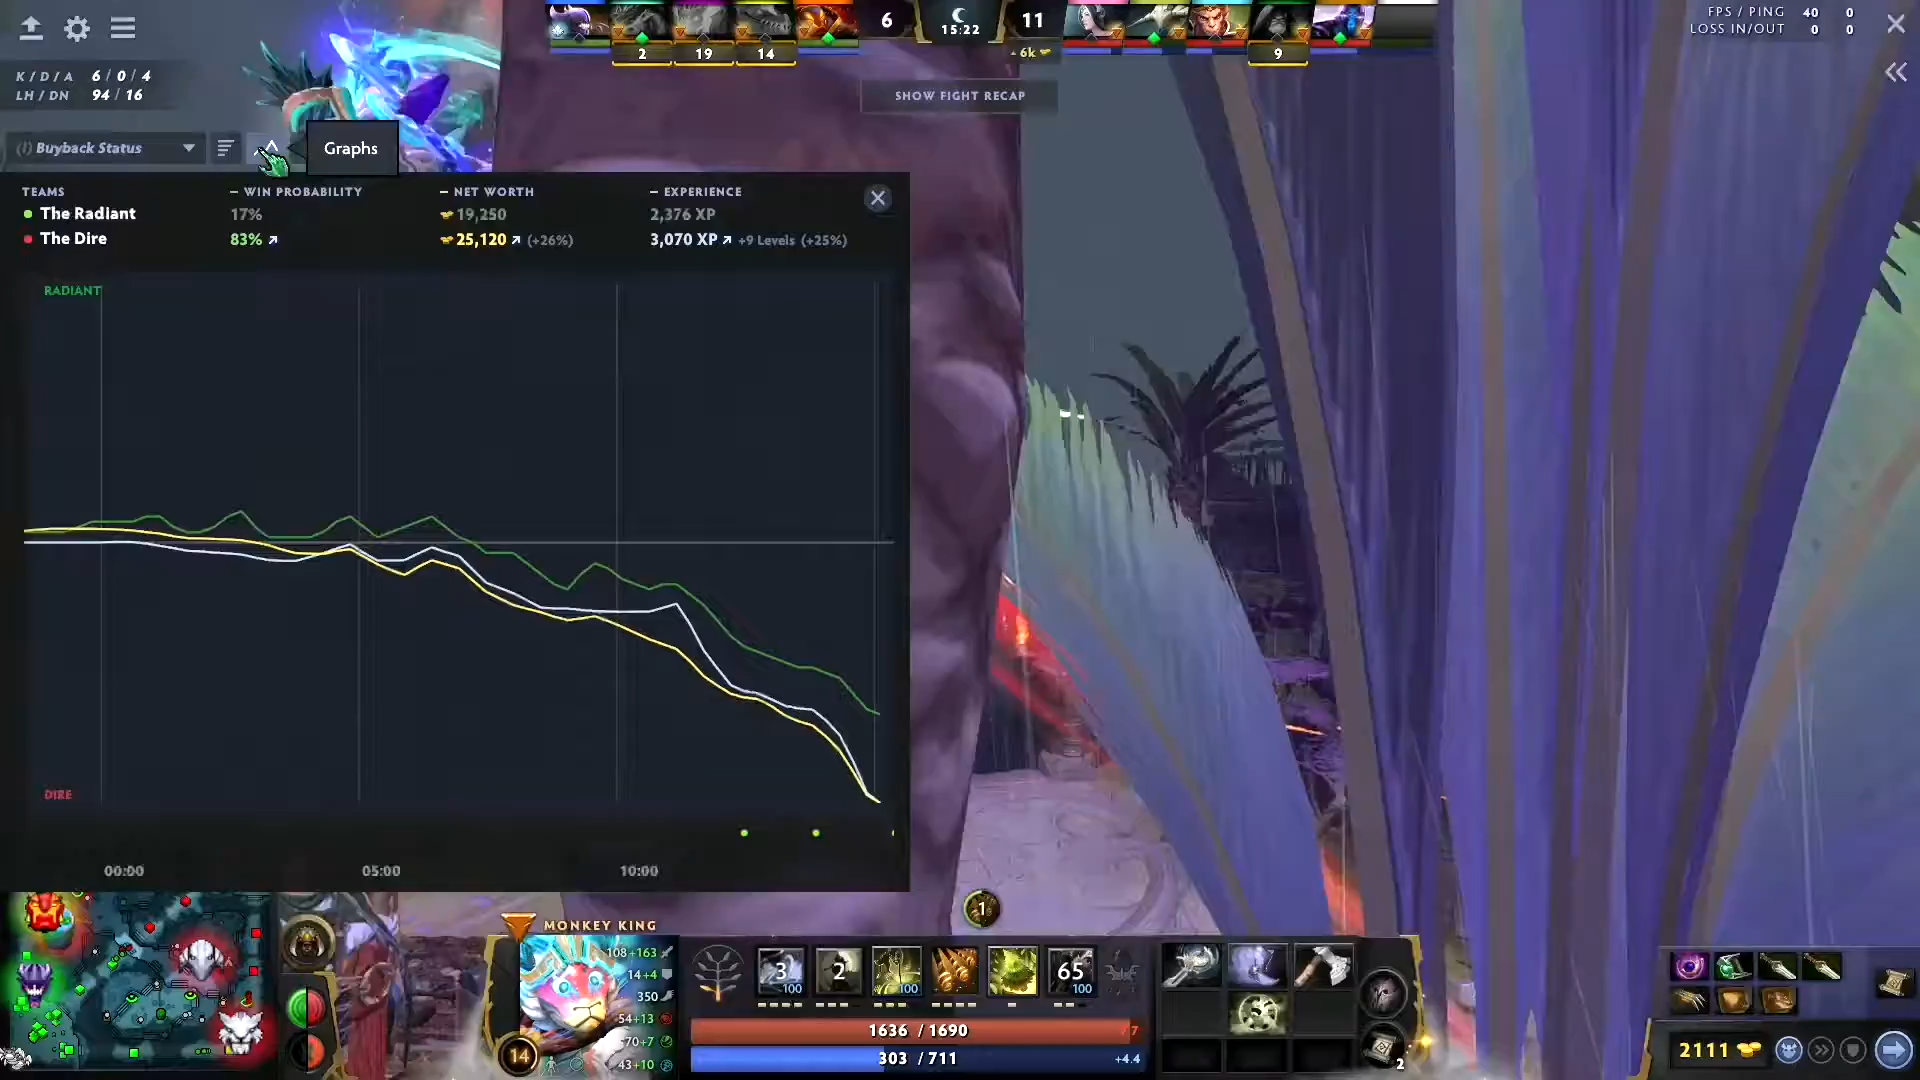 6 15:22 11
FPS / PING 40 0
LOSS IN/OUT 0 0
2 19 14 6k 9
K / D / A 6 / 0 / 4
LH / DN 94 / 16
SHOW FIGHT RECAP
(!) Buyback Status
Graphs
TEAMS – WIN PROBABILITY – NET WORTH – EXPERIENCE
The Radiant 17% 19,250 2,376 XP
The Dire 83% 25,120 (+26%) 3,070 XP +9 Levels (+25%)
RADIANT
DIRE
00:00 05:00 10:00
1
MONKEY KING
108+163
14+4
350
54+13
70+7
43+10
14
3 100
2
100
65 100
1636 / 1690
303 / 711 +4.4
2
2111